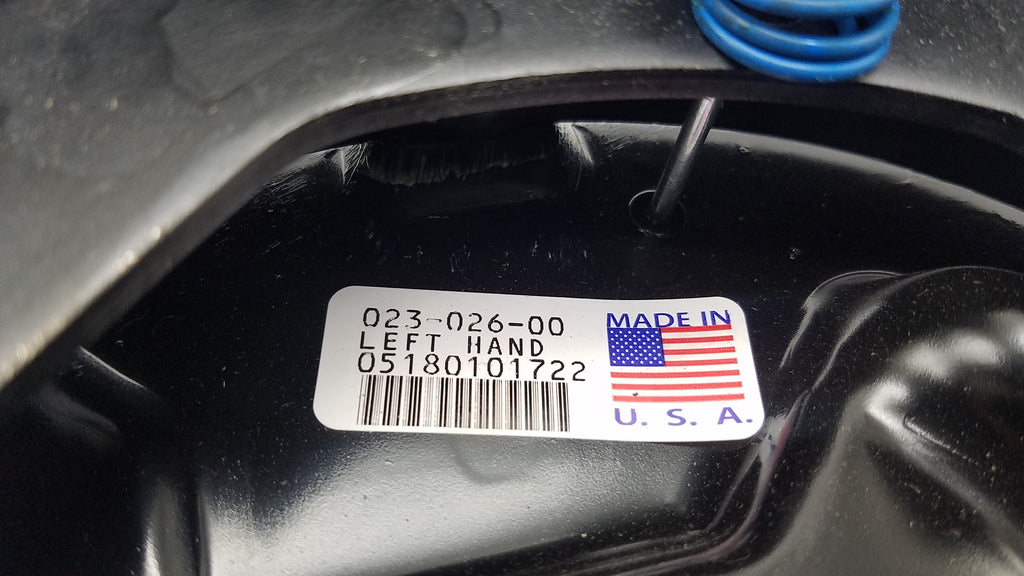 023-026-00
LEFT HAND
05180101722
MADE IN
U. S. A.